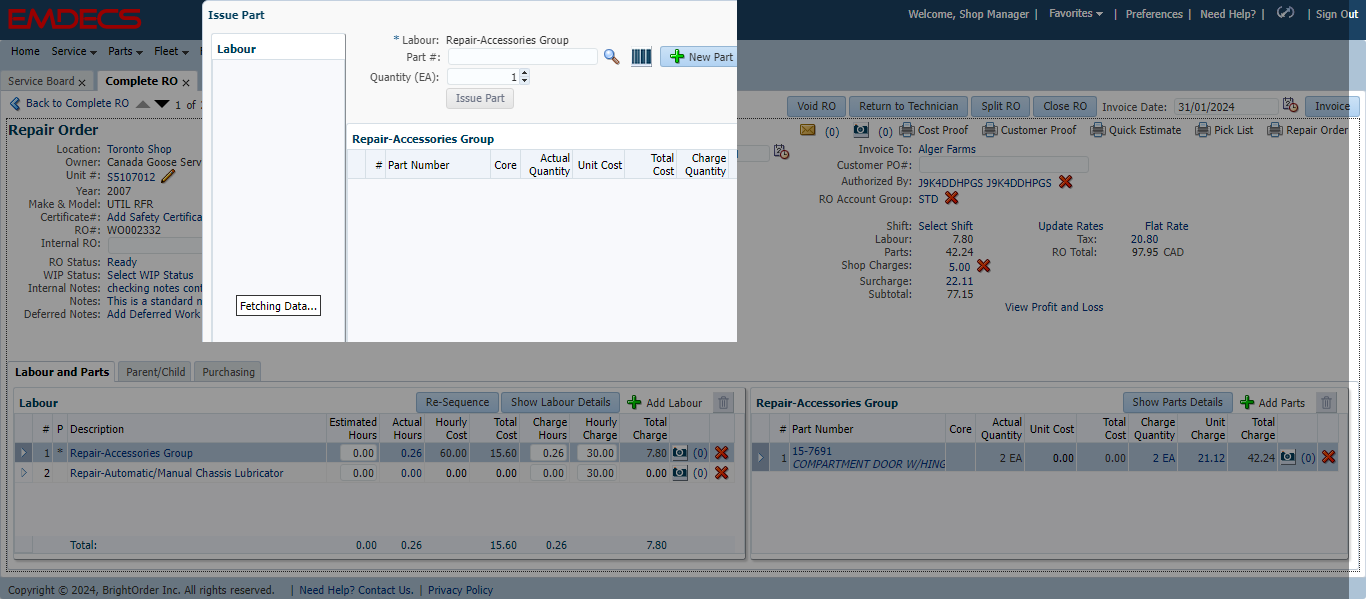 EMDECS
Welcome, Shop Manager | Favorites | Preferences | Need Help? | | Sign Out
Home Service Parts Fleet
Service Board x Complete RO x
Back to Complete RO 1 of
Void RO Return to Technician Split RO Close RO Invoice Date: 31/01/2024 Invoice
Issue Part
Labour
* Labour: Repair-Accessories Group
Part #: New Part
Quantity (EA): 1
Issue Part
Repair-Accessories Group
# Part Number Core Actual Quantity Unit Cost Total Cost Charge Quantity
Fetching Data...
(0) (0) Cost Proof Customer Proof Quick Estimate Pick List Repair Order
Repair Order
Location: Toronto Shop
Owner: Canada Goose Serv
Unit #: S5107012
Year: 2007
Make & Model: UTIL RFR
Certificate#: Add Safety Certifica
RO#: WO002332
Internal RO:
RO Status: Ready
WIP Status: Select WIP Status
Internal Notes: checking notes cont
Notes: This is a standard n
Deferred Notes: Add Deferred Work
Invoice To: Alger Farms
Customer PO#:
Authorized By: J9K4DDHPGS J9K4DDHPGS
RO Account Group: STD
Shift: Select Shift Update Rates Flat Rate
Labour: 7.80 Tax: 20.80
Parts: 42.24 RO Total: 97.95 CAD
Shop Charges: 5.00
Surcharge: 22.11
Subtotal: 77.15
View Profit and Loss
Labour and Parts Parent/Child Purchasing
Labour Re-Sequence Show Labour Details Add Labour
# P Description Estimated Hours Actual Hours Hourly Cost Total Cost Charge Hours Hourly Charge Total Charge
1 * Repair-Accessories Group 0.00 0.26 60.00 15.60 0.26 30.00 7.80 (0)
2 Repair-Automatic/Manual Chassis Lubricator 0.00 0.00 0.00 0.00 0.00 30.00 0.00 (0)
Total: 0.00 0.26 15.60 0.26 7.80
Repair-Accessories Group Show Parts Details Add Parts
# Part Number Core Actual Quantity Unit Cost Total Cost Charge Quantity Unit Charge Total Charge
1 15-7691 2 EA 0.00 0.00 2 EA 21.12 42.24 (0)
COMPARTMENT DOOR W/HING
Copyright © 2024, BrightOrder Inc. All rights reserved. | Need Help? Contact Us. | Privacy Policy